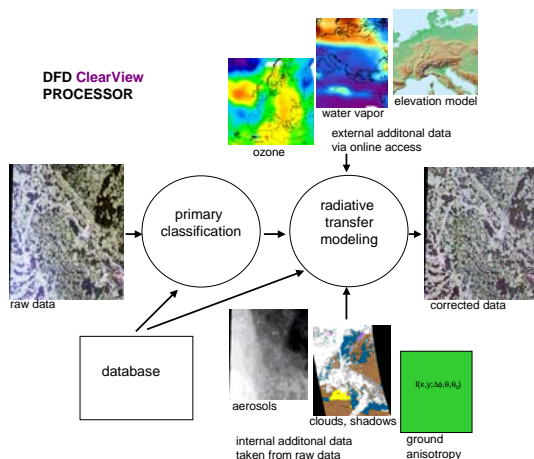 DFD ClearView
PROCESSOR
ozone
water vapor
elevation model
external additonal data
via online access
primary
classification
radiative
transfer
modeling
raw data
corrected data
database
aerosols
clouds, shadows
I(x,y;Δϕ,θ,θ₀)
internal additonal data
taken from raw data
ground
anisotropy